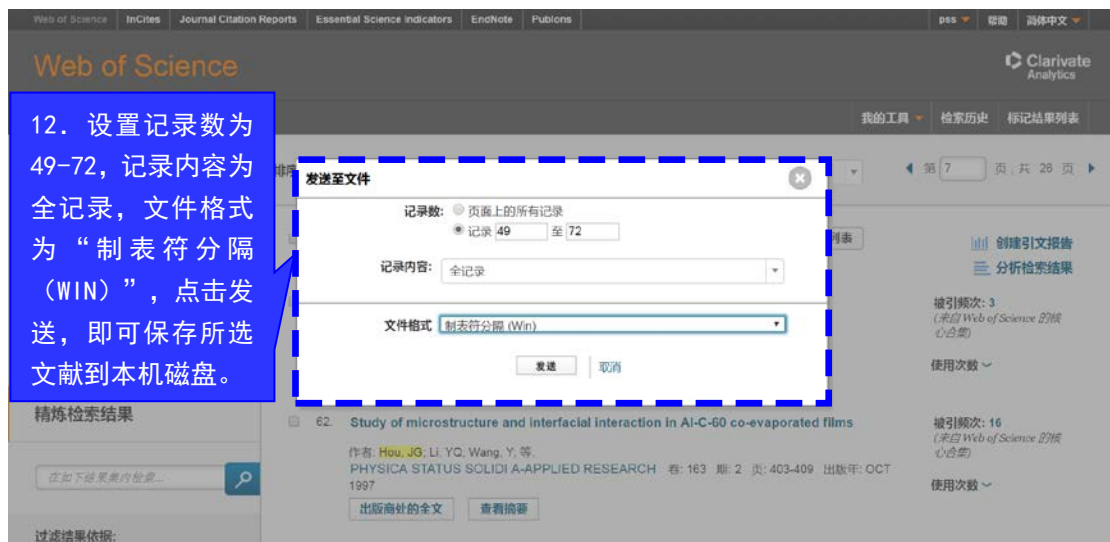 Web of Science InCites Journal Citation Reports Essential Science Indicators EndNote Publons pss 帮助 简体中文
Web of Science
Clarivate
Analytics
我的工具 检索历史 标记结果列表
12. 设置记录数为
49-72，记录内容为
全记录，文件格式
为“制表符分隔
（WIN）”，点击发
送，即可保存所选
文献到本机磁盘。
第 7 页，共 26 页
发送至文件
记录数: 页面上的所有记录
记录 49 至 72
记录内容: 全记录
文件格式 制表符分隔 (Win)
发送 取消
列表
创建引文报告
分析检索结果
被引频次: 3
(来自 Web of Science 的核
心合集)
使用次数
精炼检索结果
在如下结果集内检索...
过滤结果依据:
62. Study of microstructure and interfacial interaction in Al-C-60 co-evaporated films
作者: Hou, JG; Li, YQ; Wang, Y; 等.
PHYSICA STATUS SOLIDI A-APPLIED RESEARCH 卷: 163 期: 2 页: 403-409 出版年: OCT
1997
出版商处的全文 查看摘要
被引频次: 16
(来自 Web of Science 的核
心合集)
使用次数